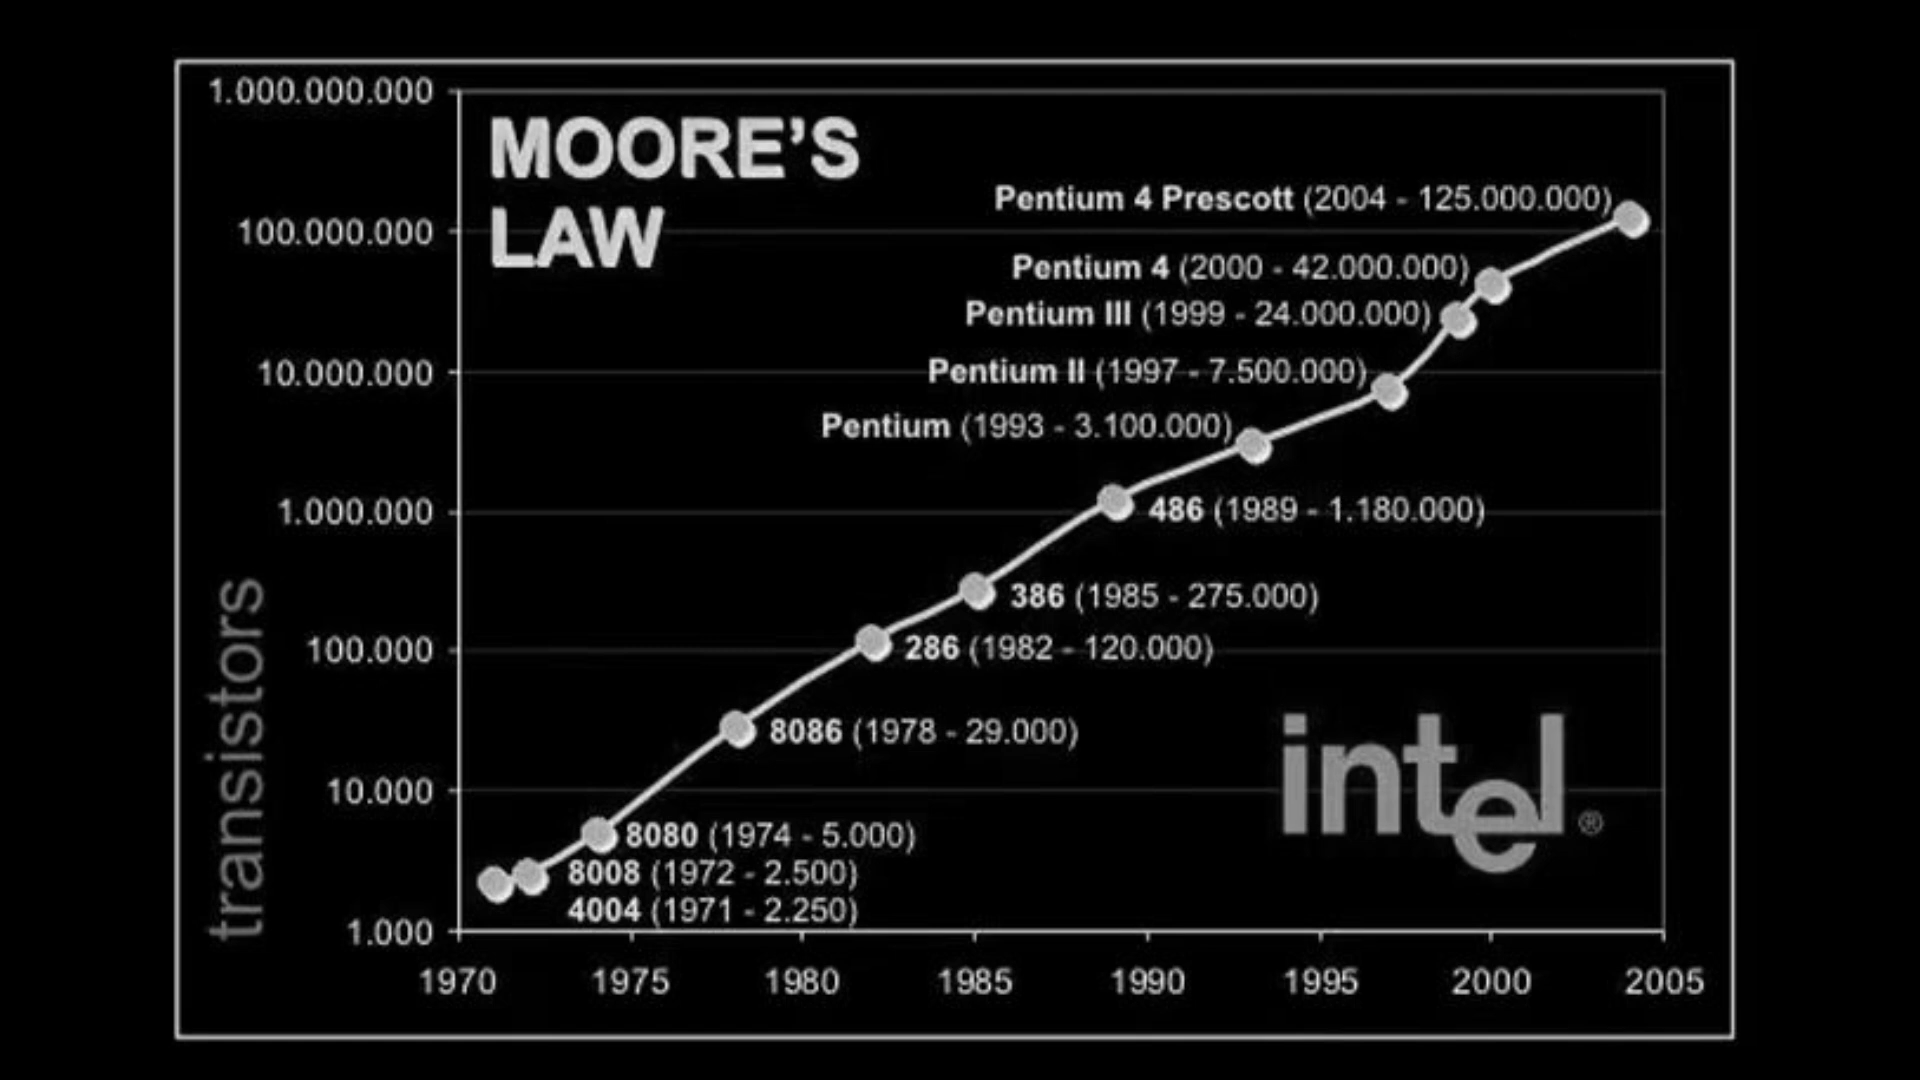 MOORE'S
LAW
1.000.000.000
100.000.000
10.000.000
1.000.000
100.000
10.000
1.000
transistors
Pentium 4 Prescott (2004 - 125.000.000)
Pentium 4 (2000 - 42.000.000)
Pentium III (1999 - 24.000.000)
Pentium II (1997 - 7.500.000)
Pentium (1993 - 3.100.000)
486 (1989 - 1.180.000)
386 (1985 - 275.000)
286 (1982 - 120.000)
8086 (1978 - 29.000)
8080 (1974 - 5.000)
8008 (1972 - 2.500)
4004 (1971 - 2.250)
intel®
1970 1975 1980 1985 1990 1995 2000 2005